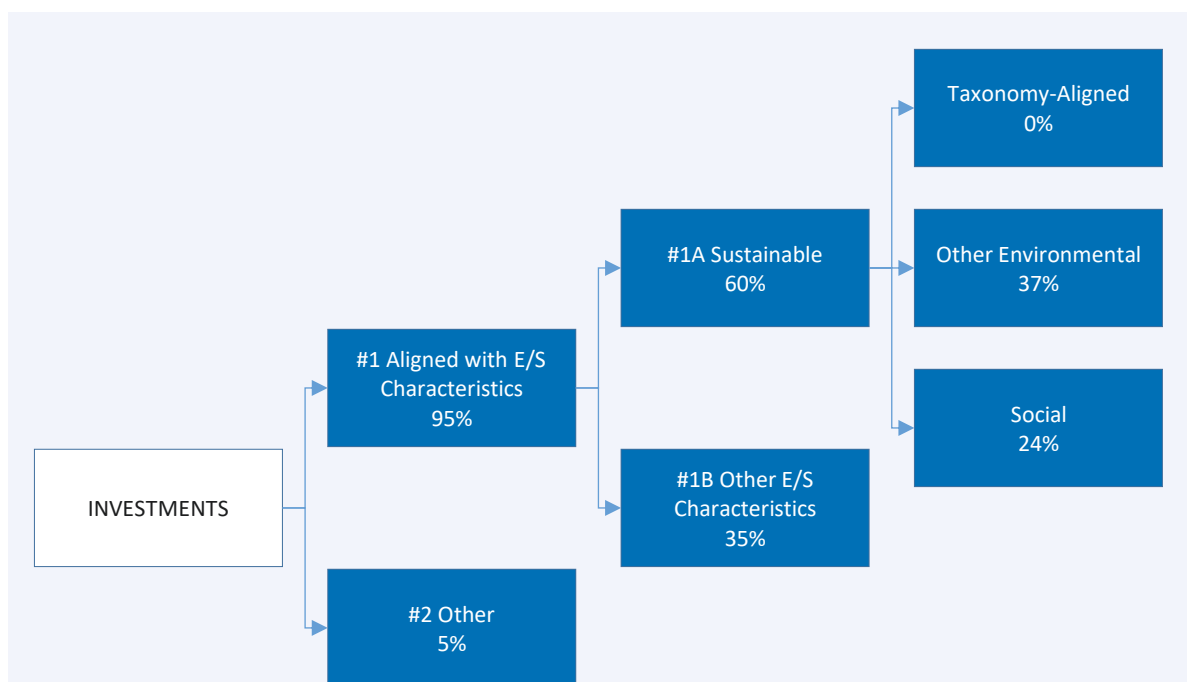 INVESTMENTS
#1 Aligned with E/S
Characteristics
95%
#2 Other
5%
#1A Sustainable
60%
#1B Other E/S
Characteristics
35%
Taxonomy-Aligned
0%
Other Environmental
37%
Social
24%